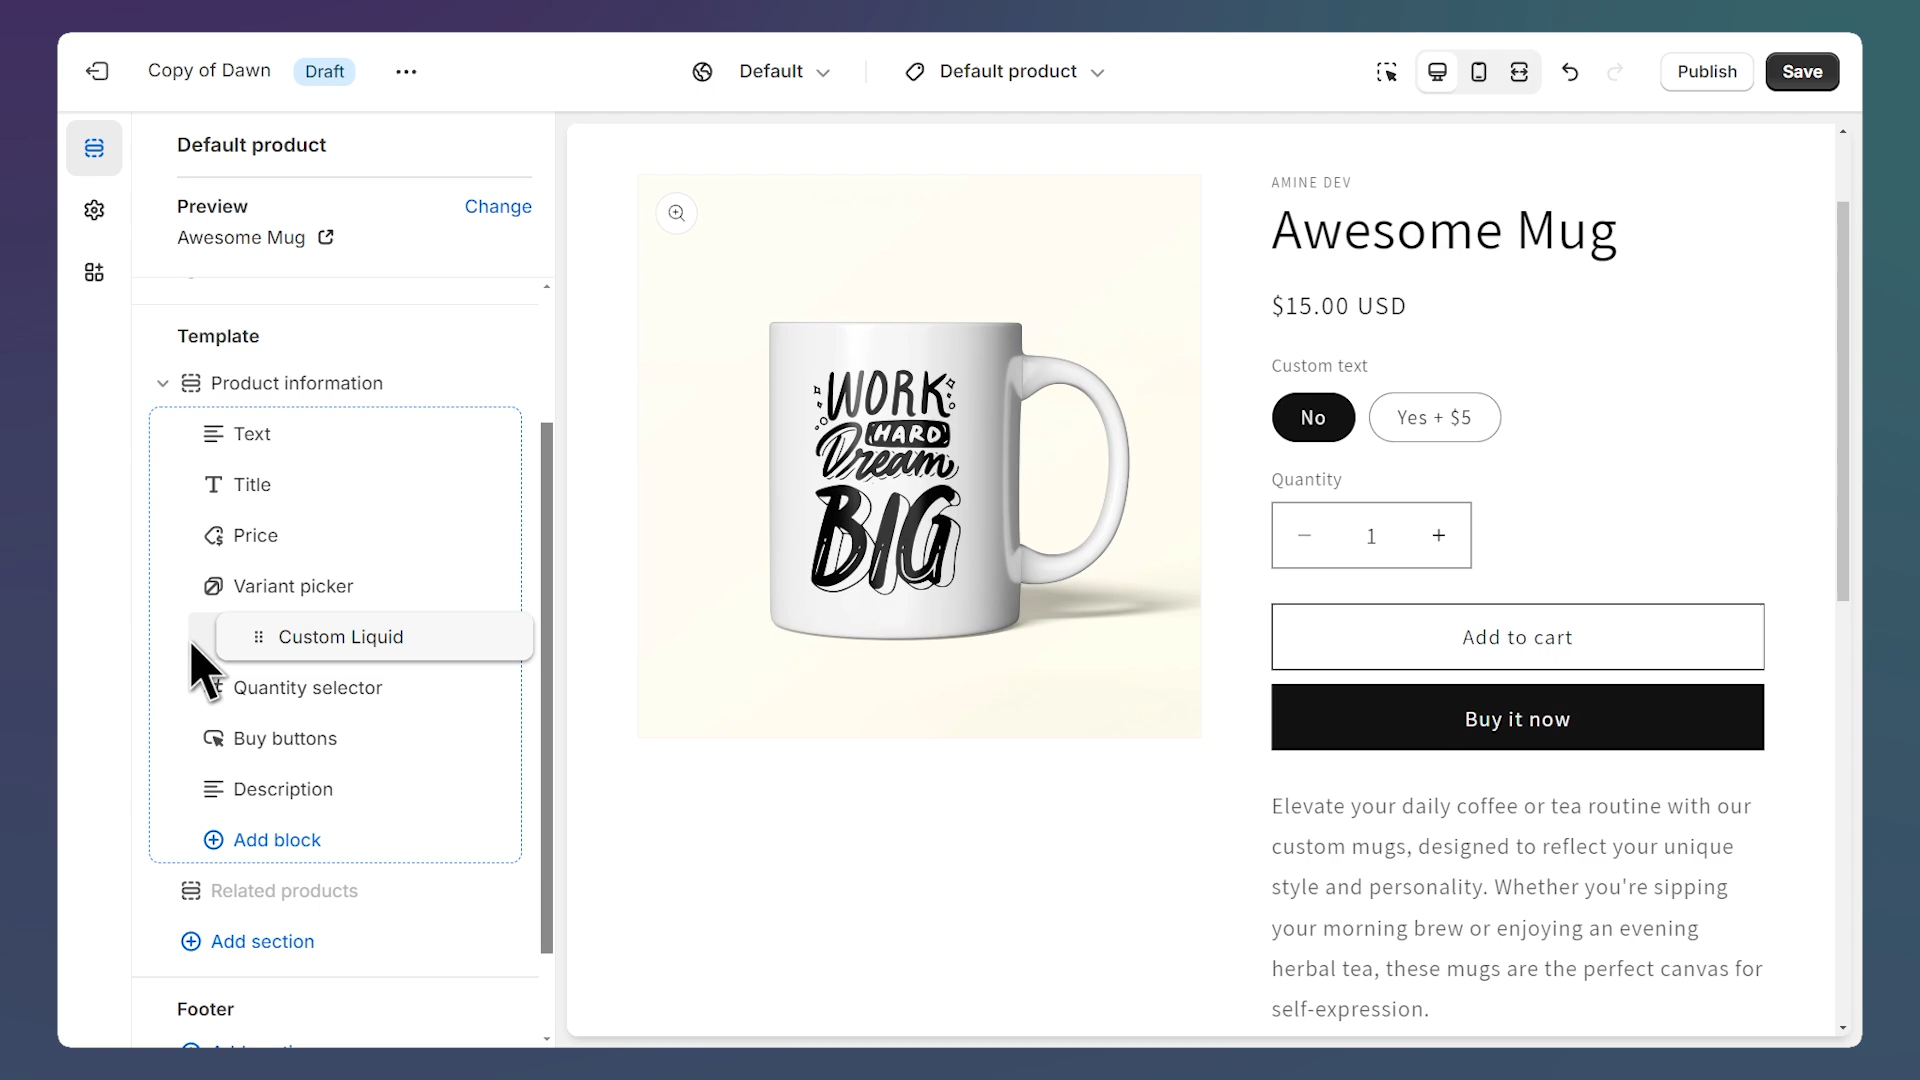 Copy of Dawn
Draft
Default
Default product
Publish
Save
Default product
Preview
Change
Awesome Mug
Template
Product information
Text
Title
Price
Variant picker
Custom Liquid
Quantity selector
Buy buttons
Description
Add block
Related products
Add section
Footer
AMINE DEV
Awesome Mug
$15.00 USD
Custom text
No
Yes + $5
Quantity
1
Add to cart
Buy it now
Elevate your daily coffee or tea routine with our
custom mugs, designed to reflect your unique
style and personality. Whether you're sipping
your morning brew or enjoying an evening
herbal tea, these mugs are the perfect canvas for
self-expression.
WORK
HARD
Dream
BIG